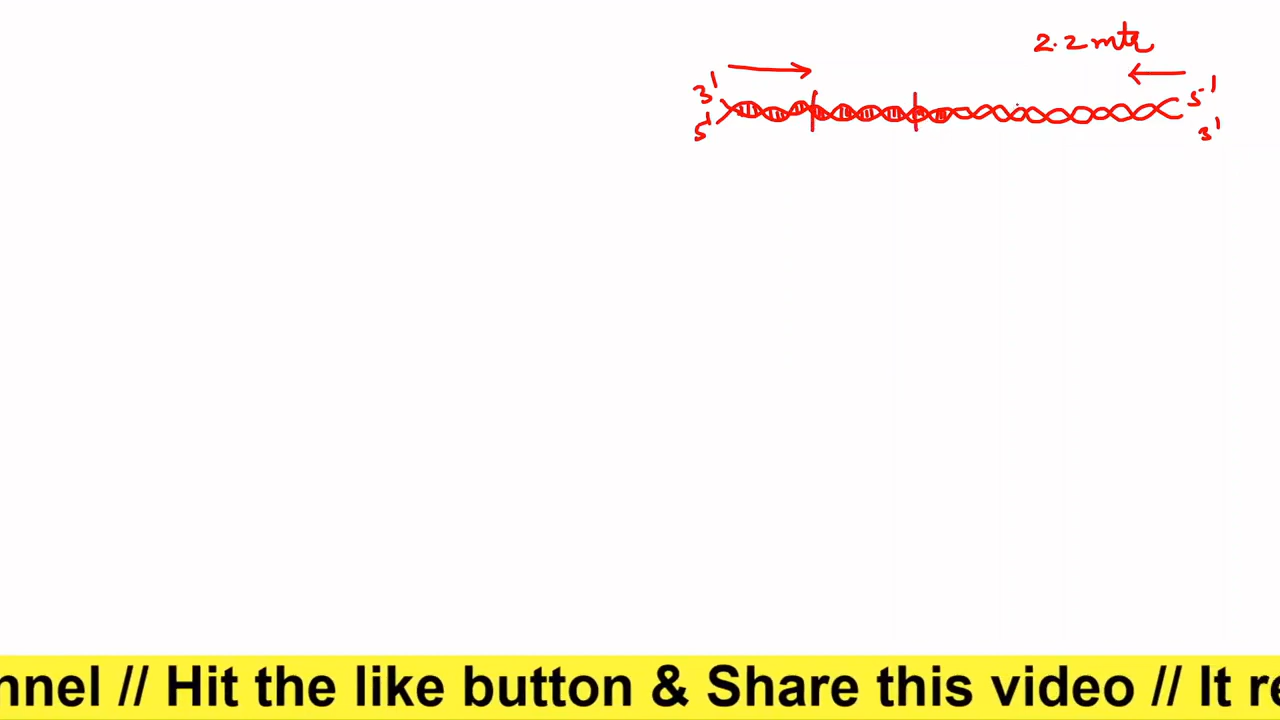 2.2 mtr
3' 5'
5' 3'
nnel // Hit the like button & Share this video // It re